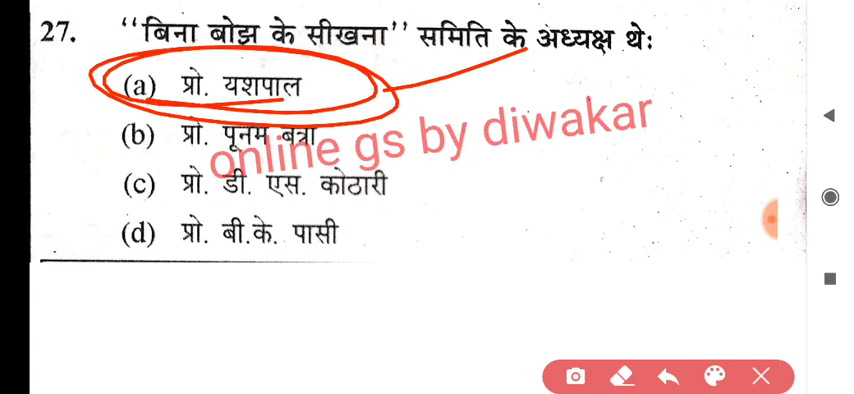 27. ‘‘बिना बोझ के सीखना’’ समिति के अध्यक्ष थे:
(a) प्रो. यशपाल
(b) प्रो. पूनम बत्रा
online gs by diwakar
(c) प्रो. डी. एस. कोठारी
(d) प्रो. बी.के. पासी